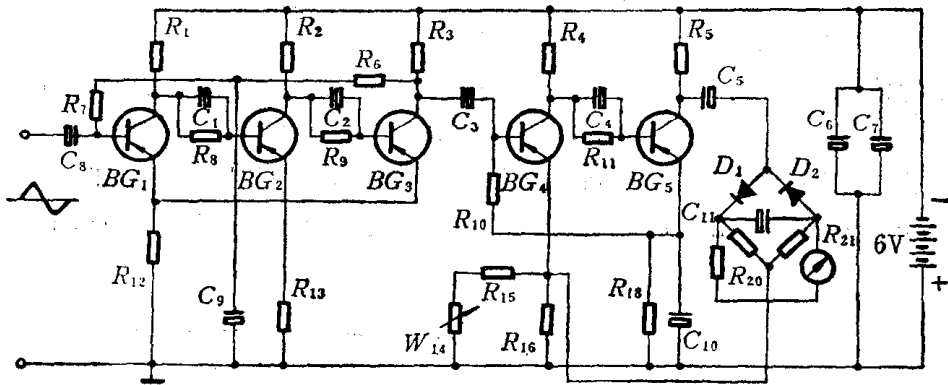 R₁ R₂ R₃ R₄ R₅
R₆
C₅
R₇ C₁ C₂ C₃ C₄ C₆ C₇
C₈ R₈ R₉ R₁₁
BG₁ BG₂ BG₃ BG₄ BG₅ D₁ D₂
−
R₁₀ C₁₁ R₂₁ 6V
R₁₂ C₉ R₁₃ R₁₅ R₁₈ R₂₀ +
W₁₄ R₁₆ C₁₀